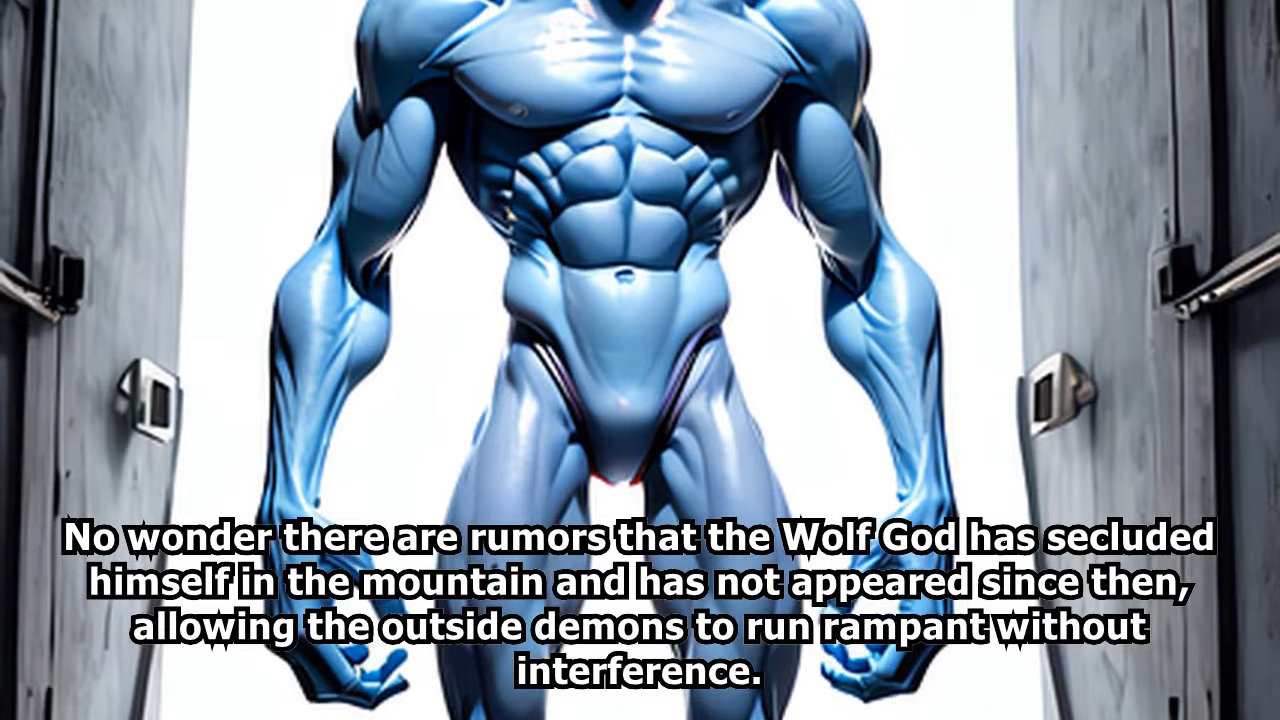 No wonder there are rumors that the Wolf God has secluded
himself in the mountain and has not appeared since then,
allowing the outside demons to run rampant without
interference.